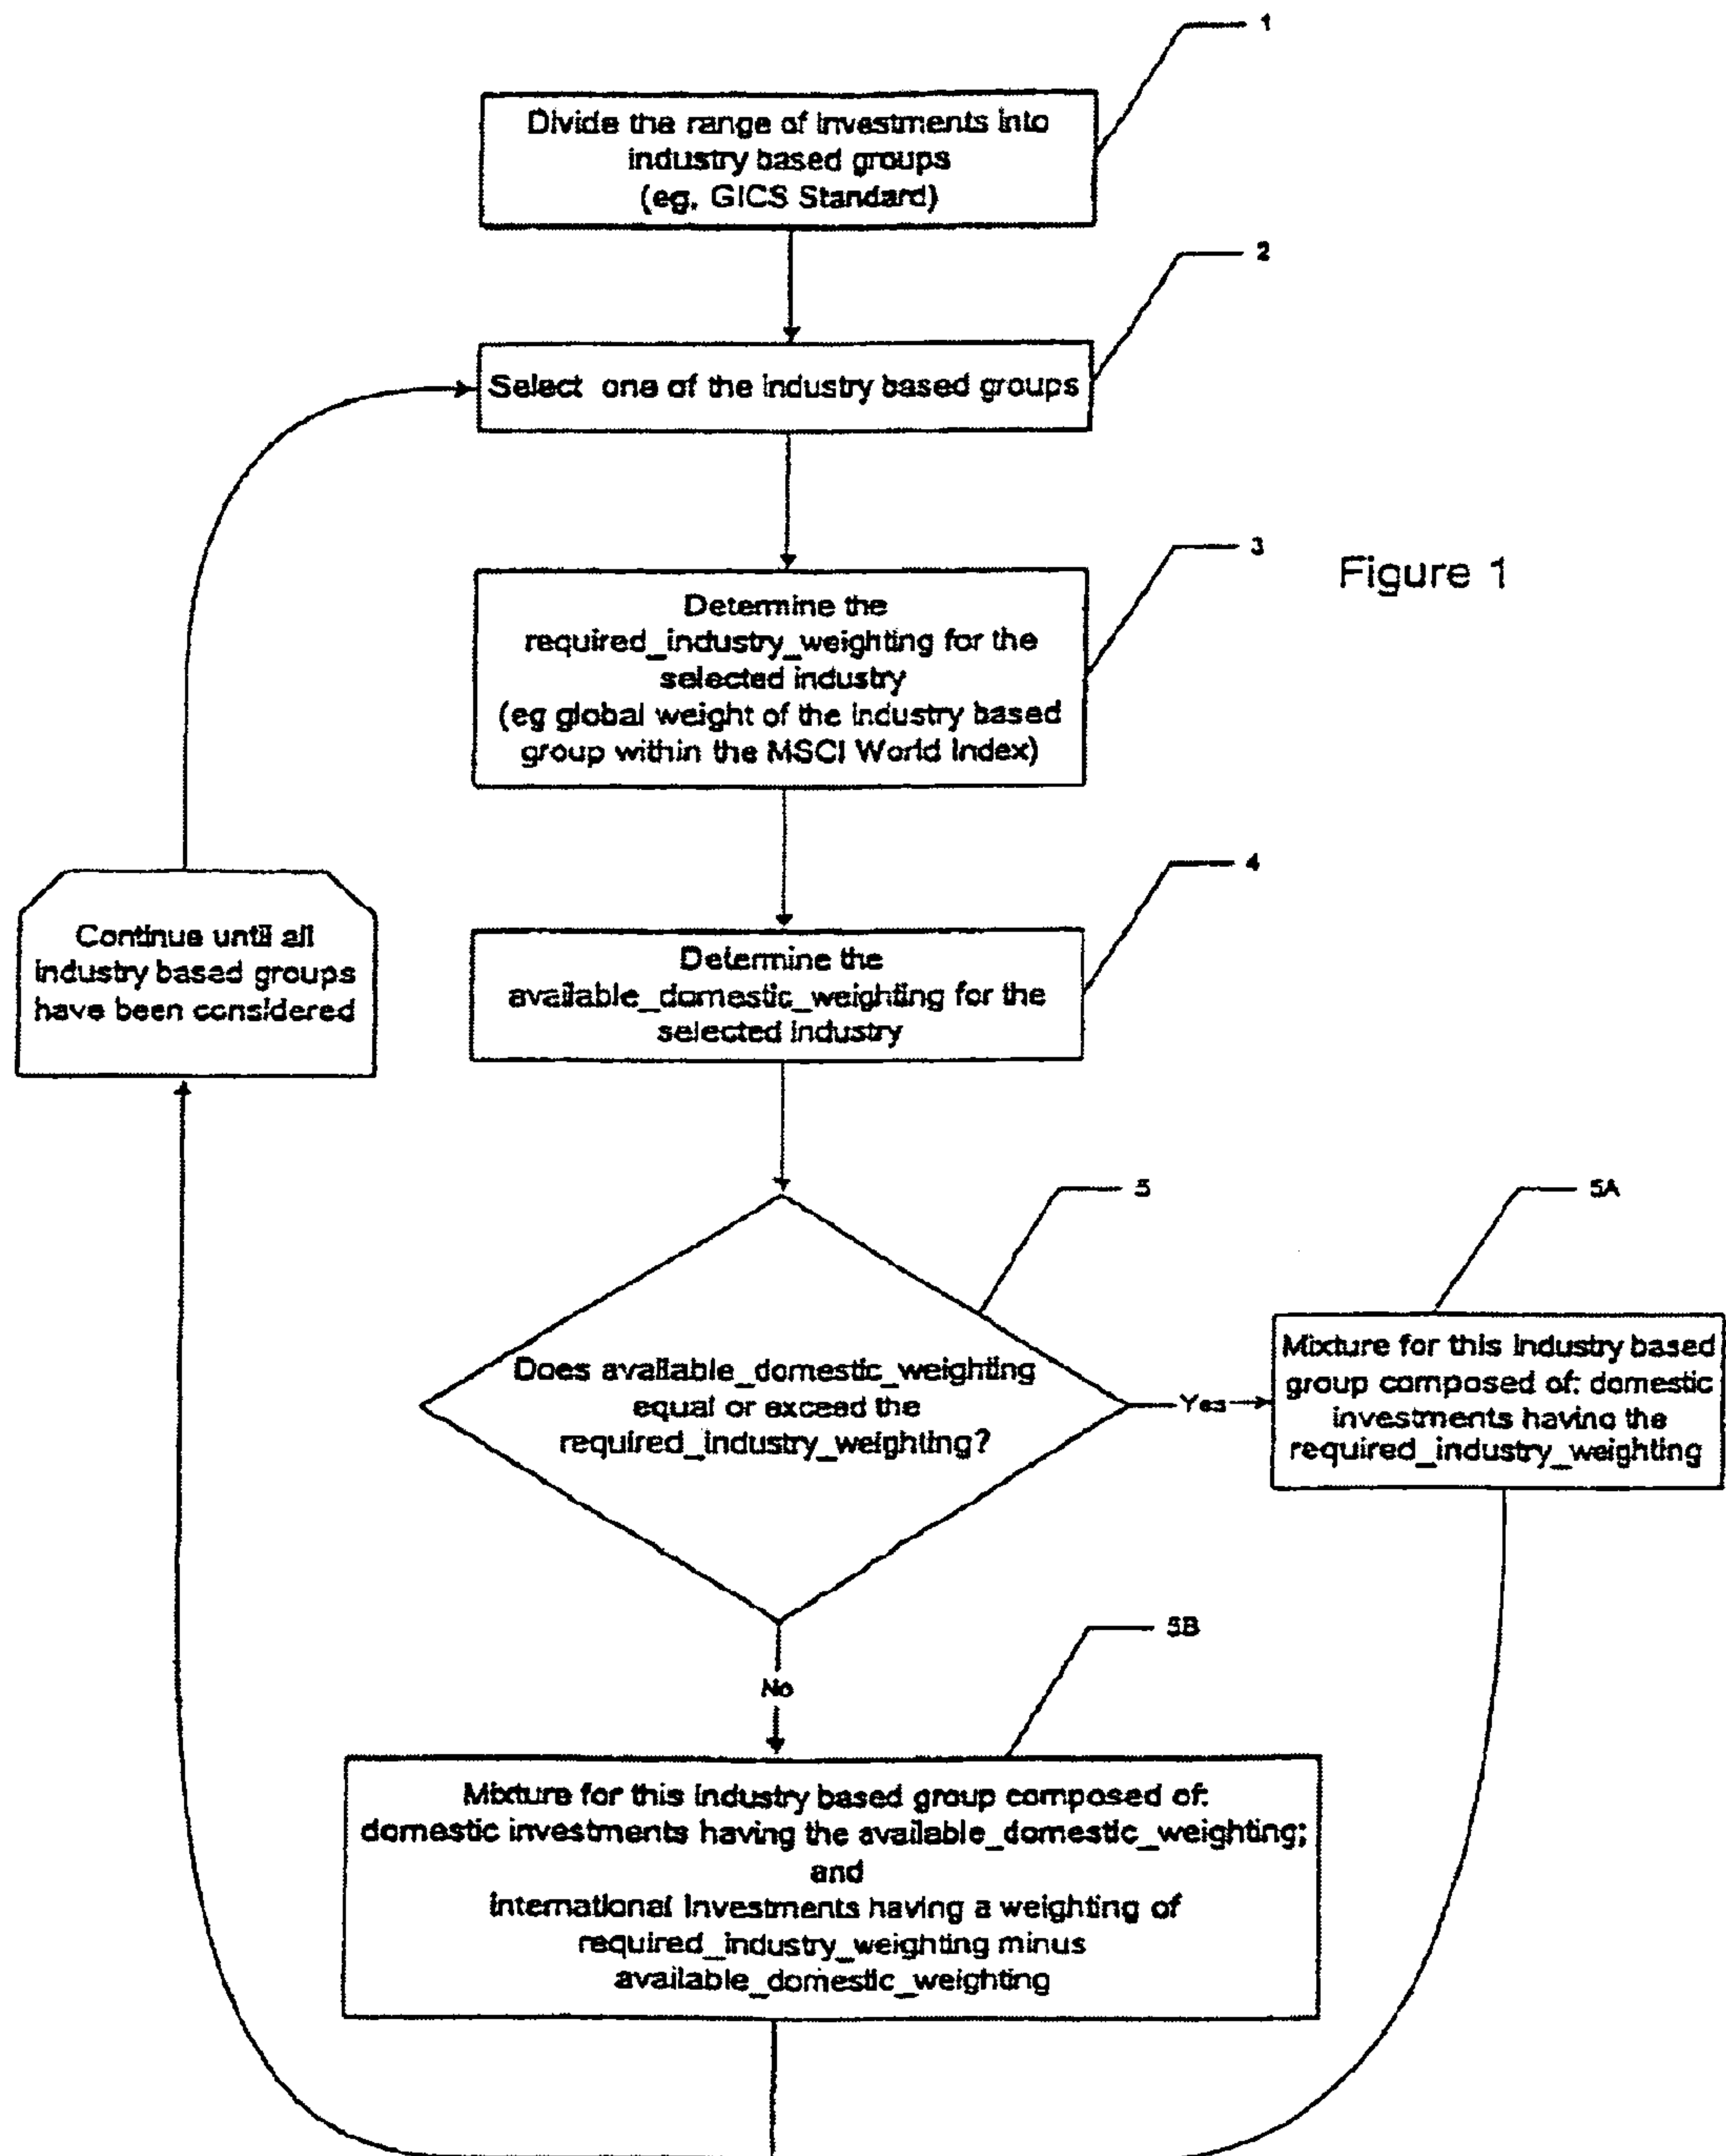 1
Divide the range of investments into
industry based groups
(eg, GICS Standard)
2
Select one of the industry based groups
3
Figure 1
Determine the
required_industry_weighting for the
selected industry
(eg global weight of the industry based
group within the MSCI World Index)
4
Continue until all
industry based groups
have been considered
Determine the
available_domestic_weighting for the
selected industry
5
5A
Does available_domestic_weighting
equal or exceed the
required_industry_weighting?
Yes
Mixture for this industry based
group composed of: domestic
investments having the
required_industry_weighting
5B
No
Mixture for this industry based group composed of:
domestic investments having the available_domestic_weighting;
and
international investments having a weighting of
required_industry_weighting minus
available_domestic_weighting